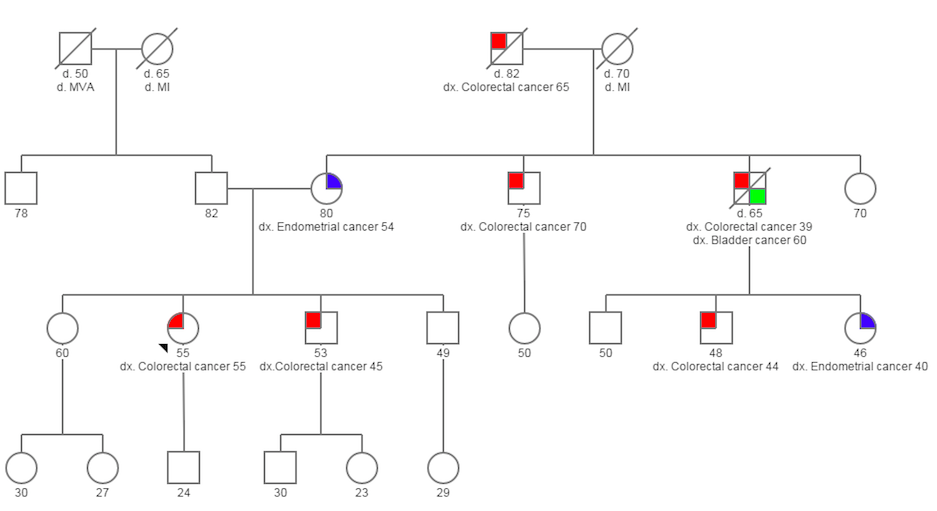 d. 50
d. MVA
d. 65
d. MI
d. 82
dx. Colorectal cancer 65
d. 70
d. MI
78
82
80
dx. Endometrial cancer 54
75
dx. Colorectal cancer 70
d. 65
dx. Colorectal cancer 39
dx. Bladder cancer 60
70
60
55
dx. Colorectal cancer 55
53
dx.Colorectal cancer 45
49
50
50
48
dx. Colorectal cancer 44
46
dx. Endometrial cancer 40
30
27
24
30
23
29